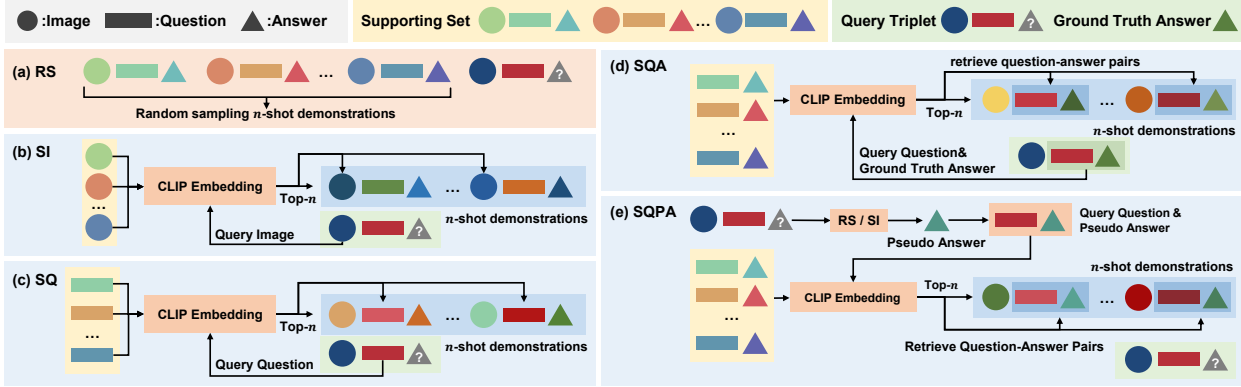 :Image :Question :Answer
Supporting Set ...
Query Triplet ? Ground Truth Answer
(a) RS
... ?
Random sampling n-shot demonstrations
(b) SI
CLIP Embedding
Top-n
...
n-shot demonstrations
Query Image
?
(c) SQ
...
CLIP Embedding
Top-n
...
n-shot demonstrations
Query Question
?
(d) SQA
retrieve question-answer pairs
CLIP Embedding
Top-n
...
...
n-shot demonstrations
Query Question&
Ground Truth Answer
(e) SQPA
?
RS / SI
Pseudo Answer
Query Question &
Pseudo Answer
n-shot demonstrations
CLIP Embedding
Top-n
...
...
Retrieve Question-Answer Pairs
?